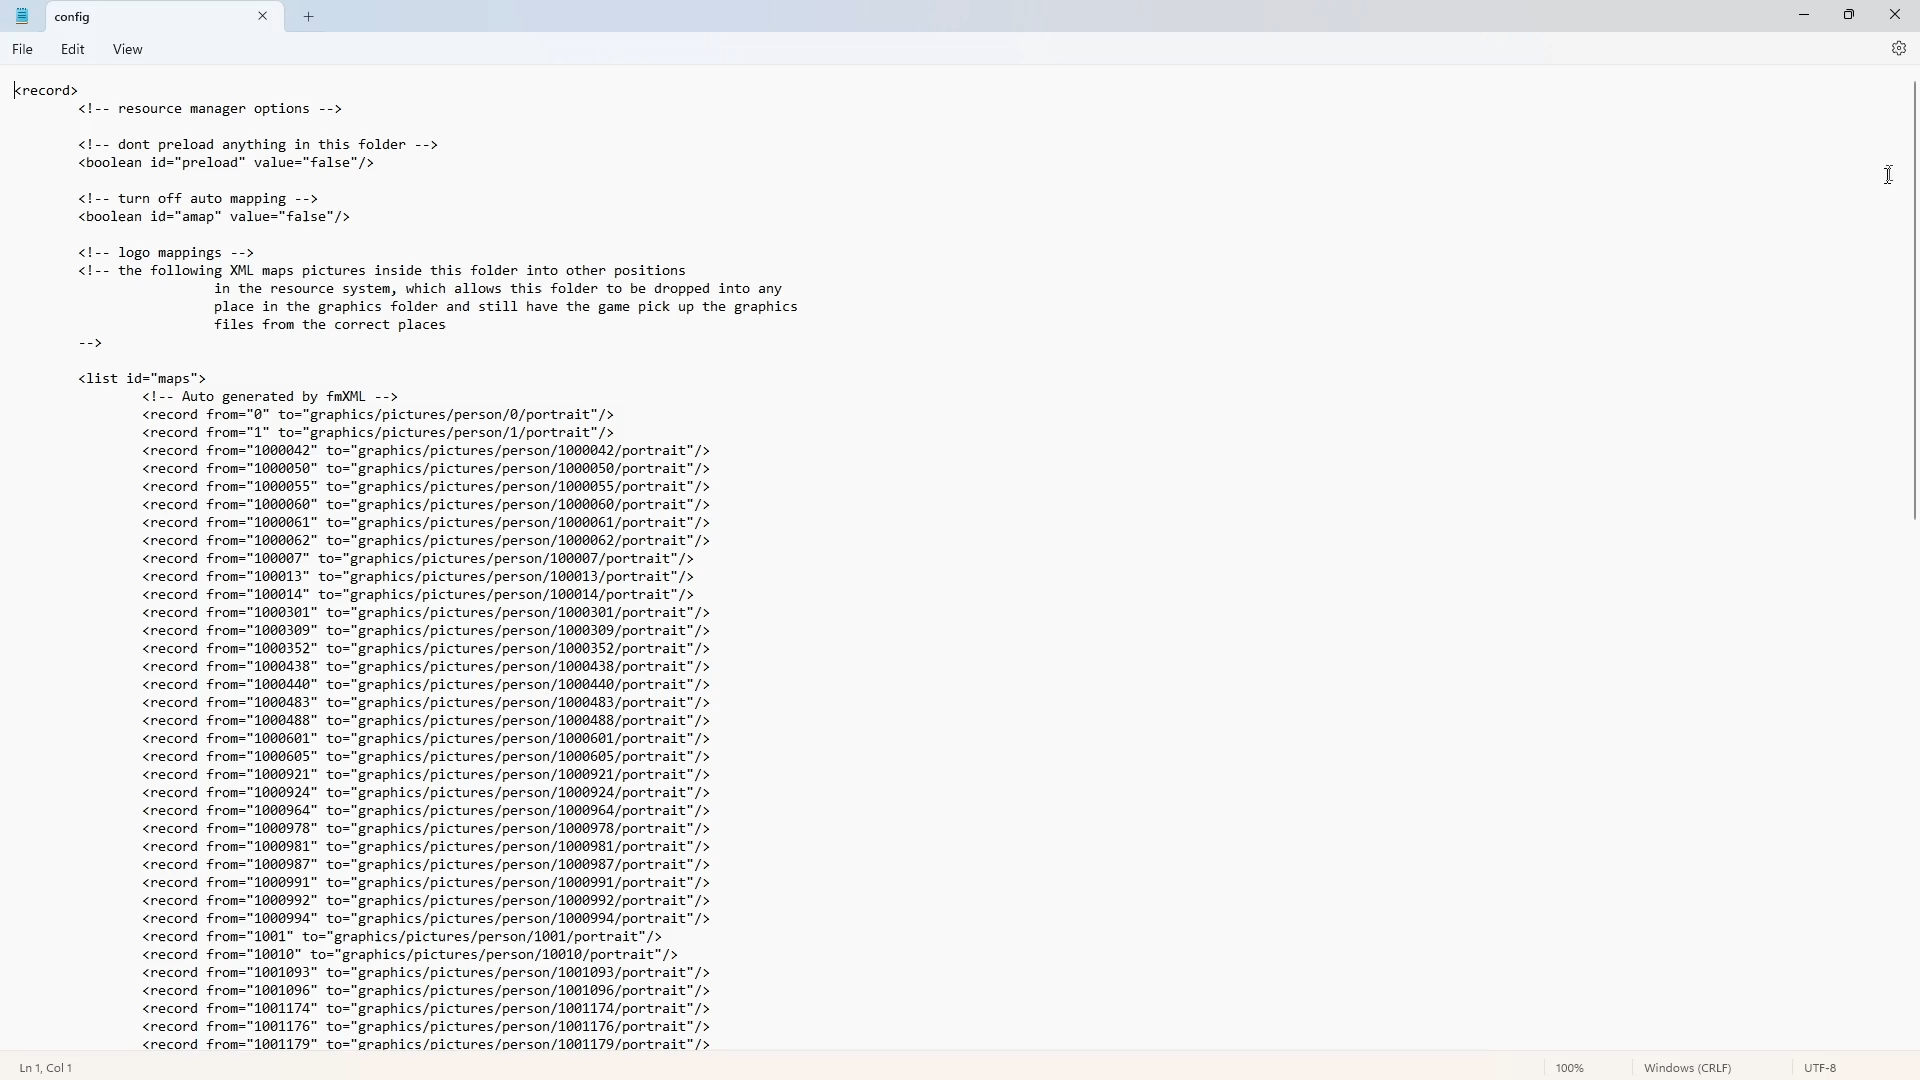 config
File Edit View
<record>
<!-- resource manager options -->
<!-- dont preload anything in this folder -->
<boolean id="preload" value="false"/>
<!-- turn off auto mapping -->
<boolean id="amap" value="false"/>
<!-- logo mappings -->
<!-- the following XML maps pictures inside this folder into other positions
in the resource system, which allows this folder to be dropped into any
place in the graphics folder and still have the game pick up the graphics
files from the correct places
-->
<list id="maps">
<!-- Auto generated by fmXML -->
<record from="0" to="graphics/pictures/person/0/portrait"/>
<record from="1" to="graphics/pictures/person/1/portrait"/>
<record from="1000042" to="graphics/pictures/person/1000042/portrait"/>
<record from="1000050" to="graphics/pictures/person/1000050/portrait"/>
<record from="1000055" to="graphics/pictures/person/1000055/portrait"/>
<record from="1000060" to="graphics/pictures/person/1000060/portrait"/>
<record from="1000061" to="graphics/pictures/person/1000061/portrait"/>
<record from="1000062" to="graphics/pictures/person/1000062/portrait"/>
<record from="100007" to="graphics/pictures/person/100007/portrait"/>
<record from="100013" to="graphics/pictures/person/100013/portrait"/>
<record from="100014" to="graphics/pictures/person/100014/portrait"/>
<record from="1000301" to="graphics/pictures/person/1000301/portrait"/>
<record from="1000309" to="graphics/pictures/person/1000309/portrait"/>
<record from="1000352" to="graphics/pictures/person/1000352/portrait"/>
<record from="1000438" to="graphics/pictures/person/1000438/portrait"/>
<record from="1000440" to="graphics/pictures/person/1000440/portrait"/>
<record from="1000483" to="graphics/pictures/person/1000483/portrait"/>
<record from="1000488" to="graphics/pictures/person/1000488/portrait"/>
<record from="1000601" to="graphics/pictures/person/1000601/portrait"/>
<record from="1000605" to="graphics/pictures/person/1000605/portrait"/>
<record from="1000921" to="graphics/pictures/person/1000921/portrait"/>
<record from="1000924" to="graphics/pictures/person/1000924/portrait"/>
<record from="1000964" to="graphics/pictures/person/1000964/portrait"/>
<record from="1000978" to="graphics/pictures/person/1000978/portrait"/>
<record from="1000981" to="graphics/pictures/person/1000981/portrait"/>
<record from="1000987" to="graphics/pictures/person/1000987/portrait"/>
<record from="1000991" to="graphics/pictures/person/1000991/portrait"/>
<record from="1000992" to="graphics/pictures/person/1000992/portrait"/>
<record from="1000994" to="graphics/pictures/person/1000994/portrait"/>
<record from="1001" to="graphics/pictures/person/1001/portrait"/>
<record from="10010" to="graphics/pictures/person/10010/portrait"/>
<record from="1001093" to="graphics/pictures/person/1001093/portrait"/>
<record from="1001096" to="graphics/pictures/person/1001096/portrait"/>
<record from="1001174" to="graphics/pictures/person/1001174/portrait"/>
<record from="1001176" to="graphics/pictures/person/1001176/portrait"/>
<record from="1001179" to="graphics/pictures/person/1001179/portrait"/>
Ln 1, Col 1 100% Windows (CRLF) UTF-8